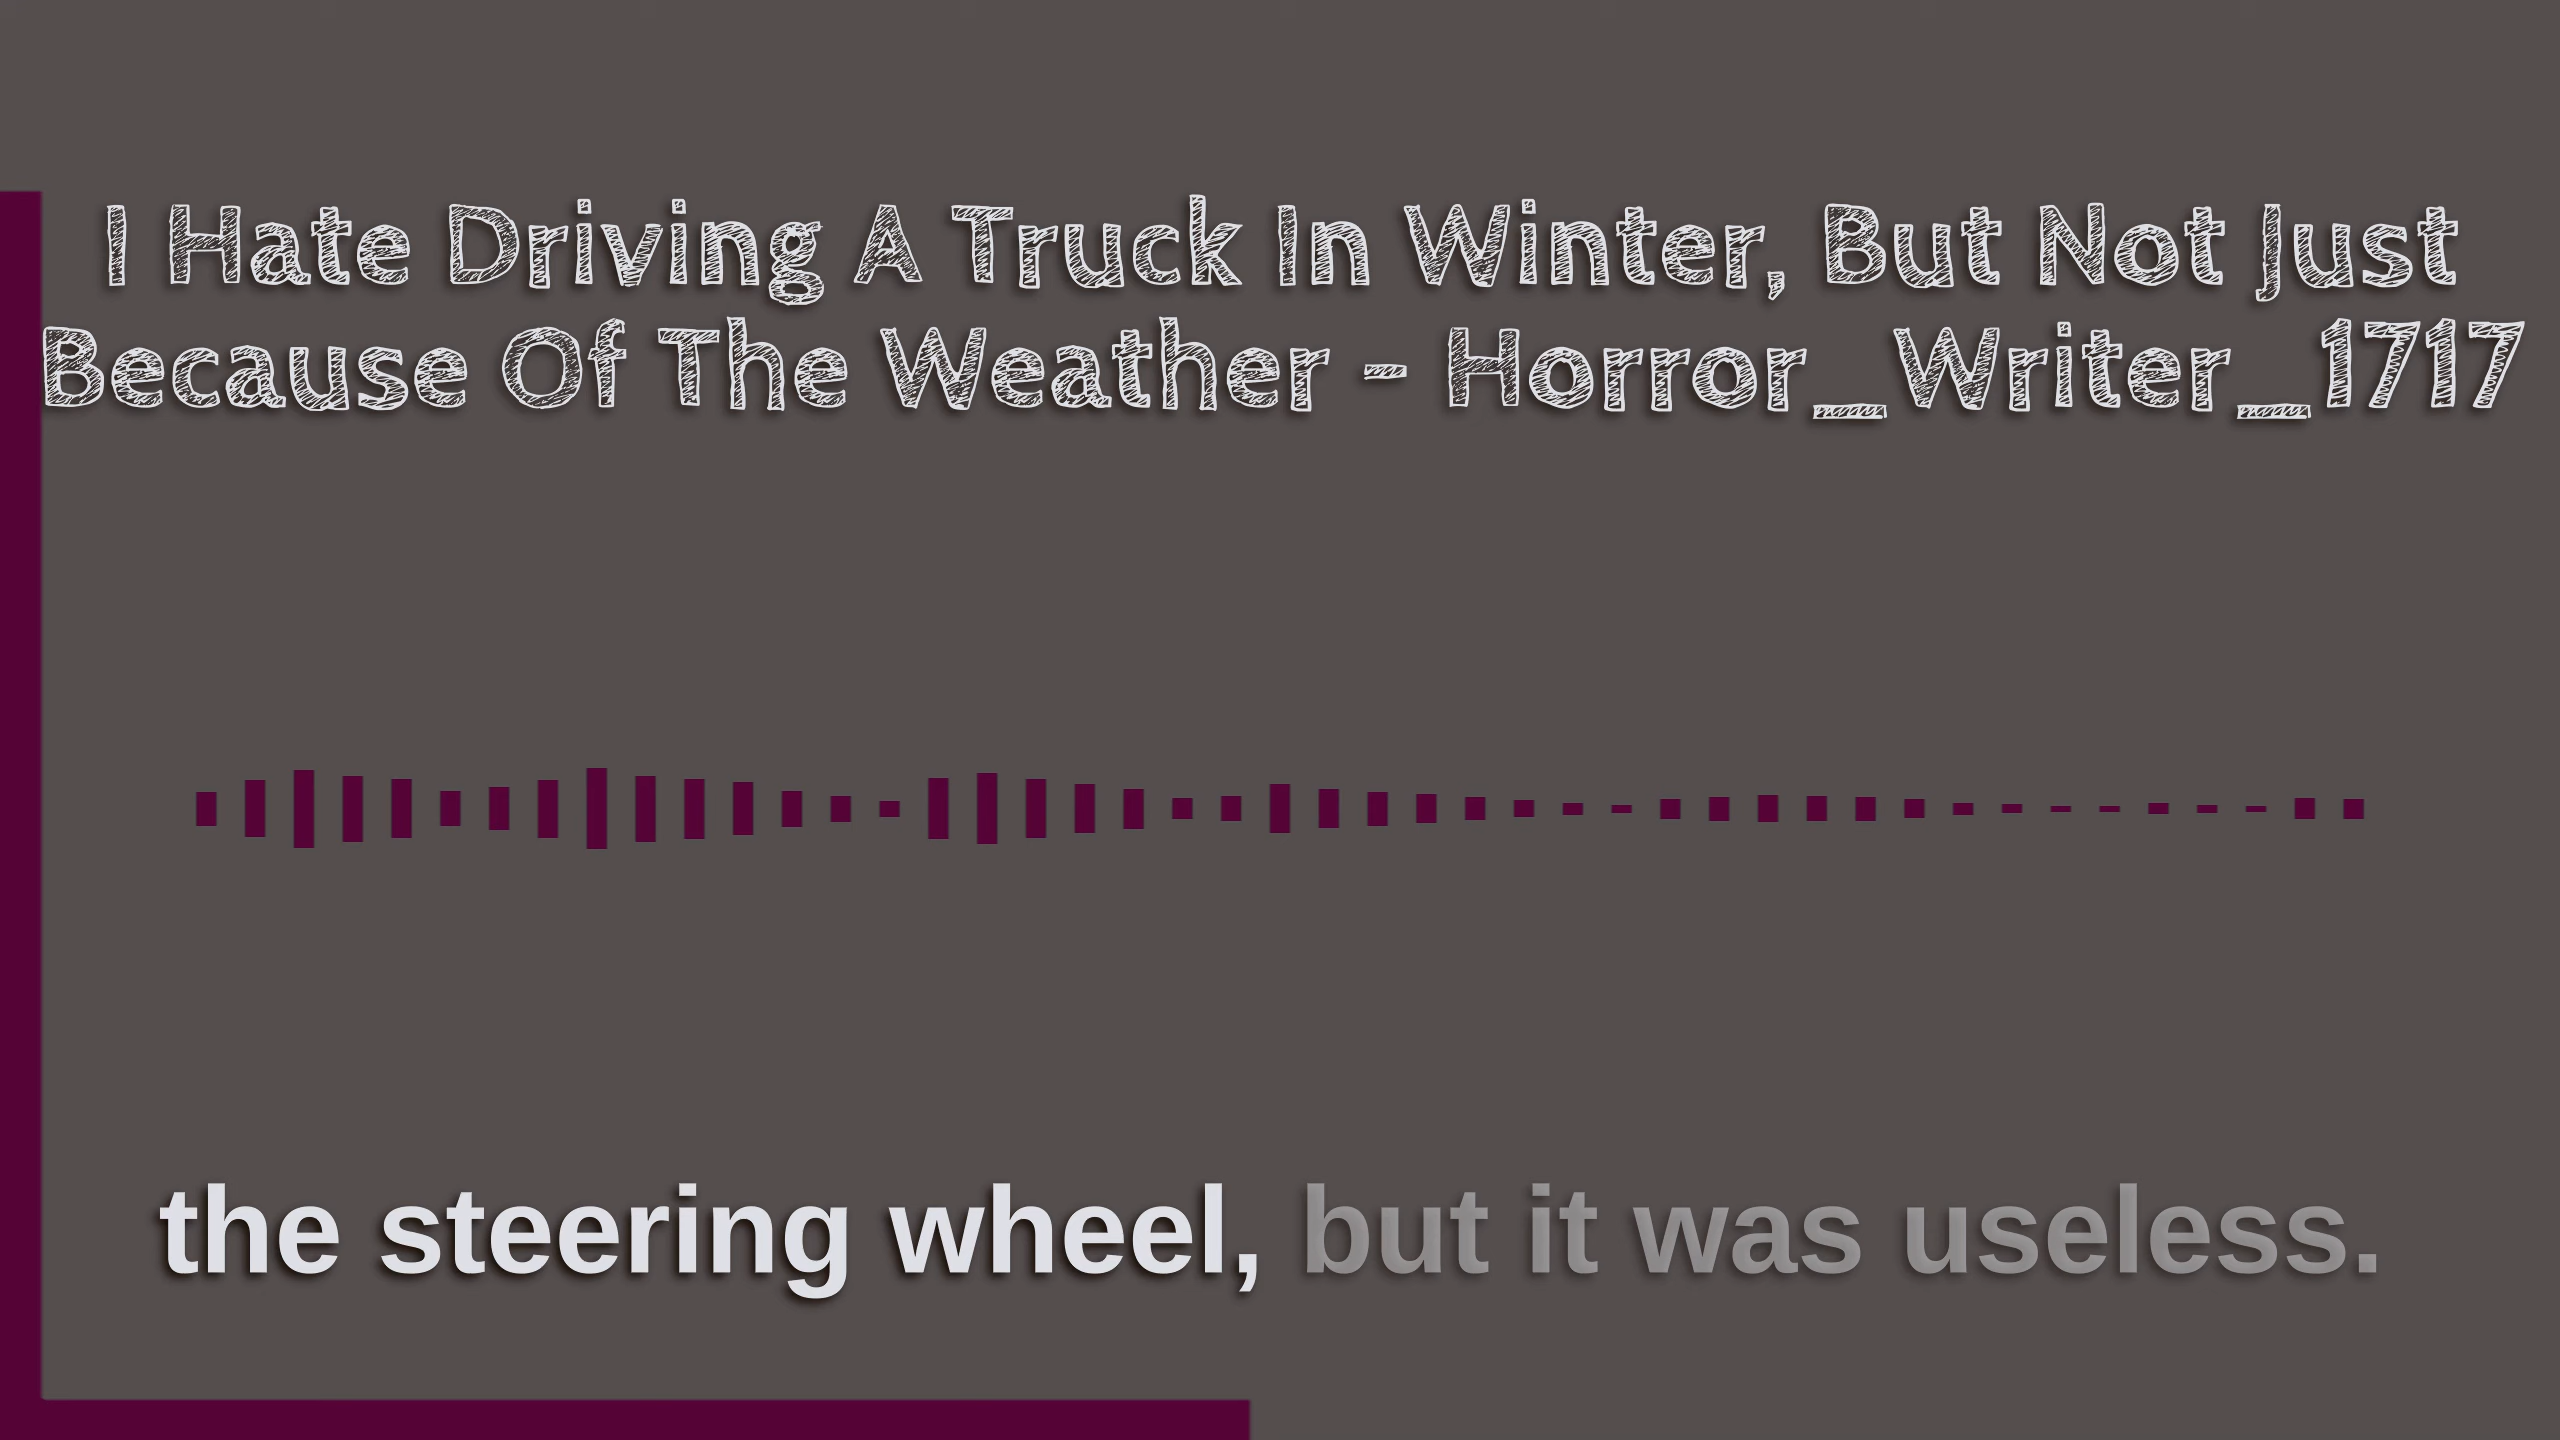 I Hate Driving A Truck In Winter, But Not Just
Because Of The Weather - Horror_Writer_1717
the steering wheel, but it was useless.